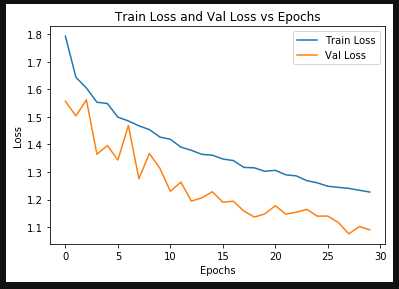 Train Loss and Val Loss vs Epochs
Train Loss
Val Loss
Loss
1.8
1.7
1.6
1.5
1.4
1.3
1.2
1.1
0 5 10 15 20 25 30
Epochs